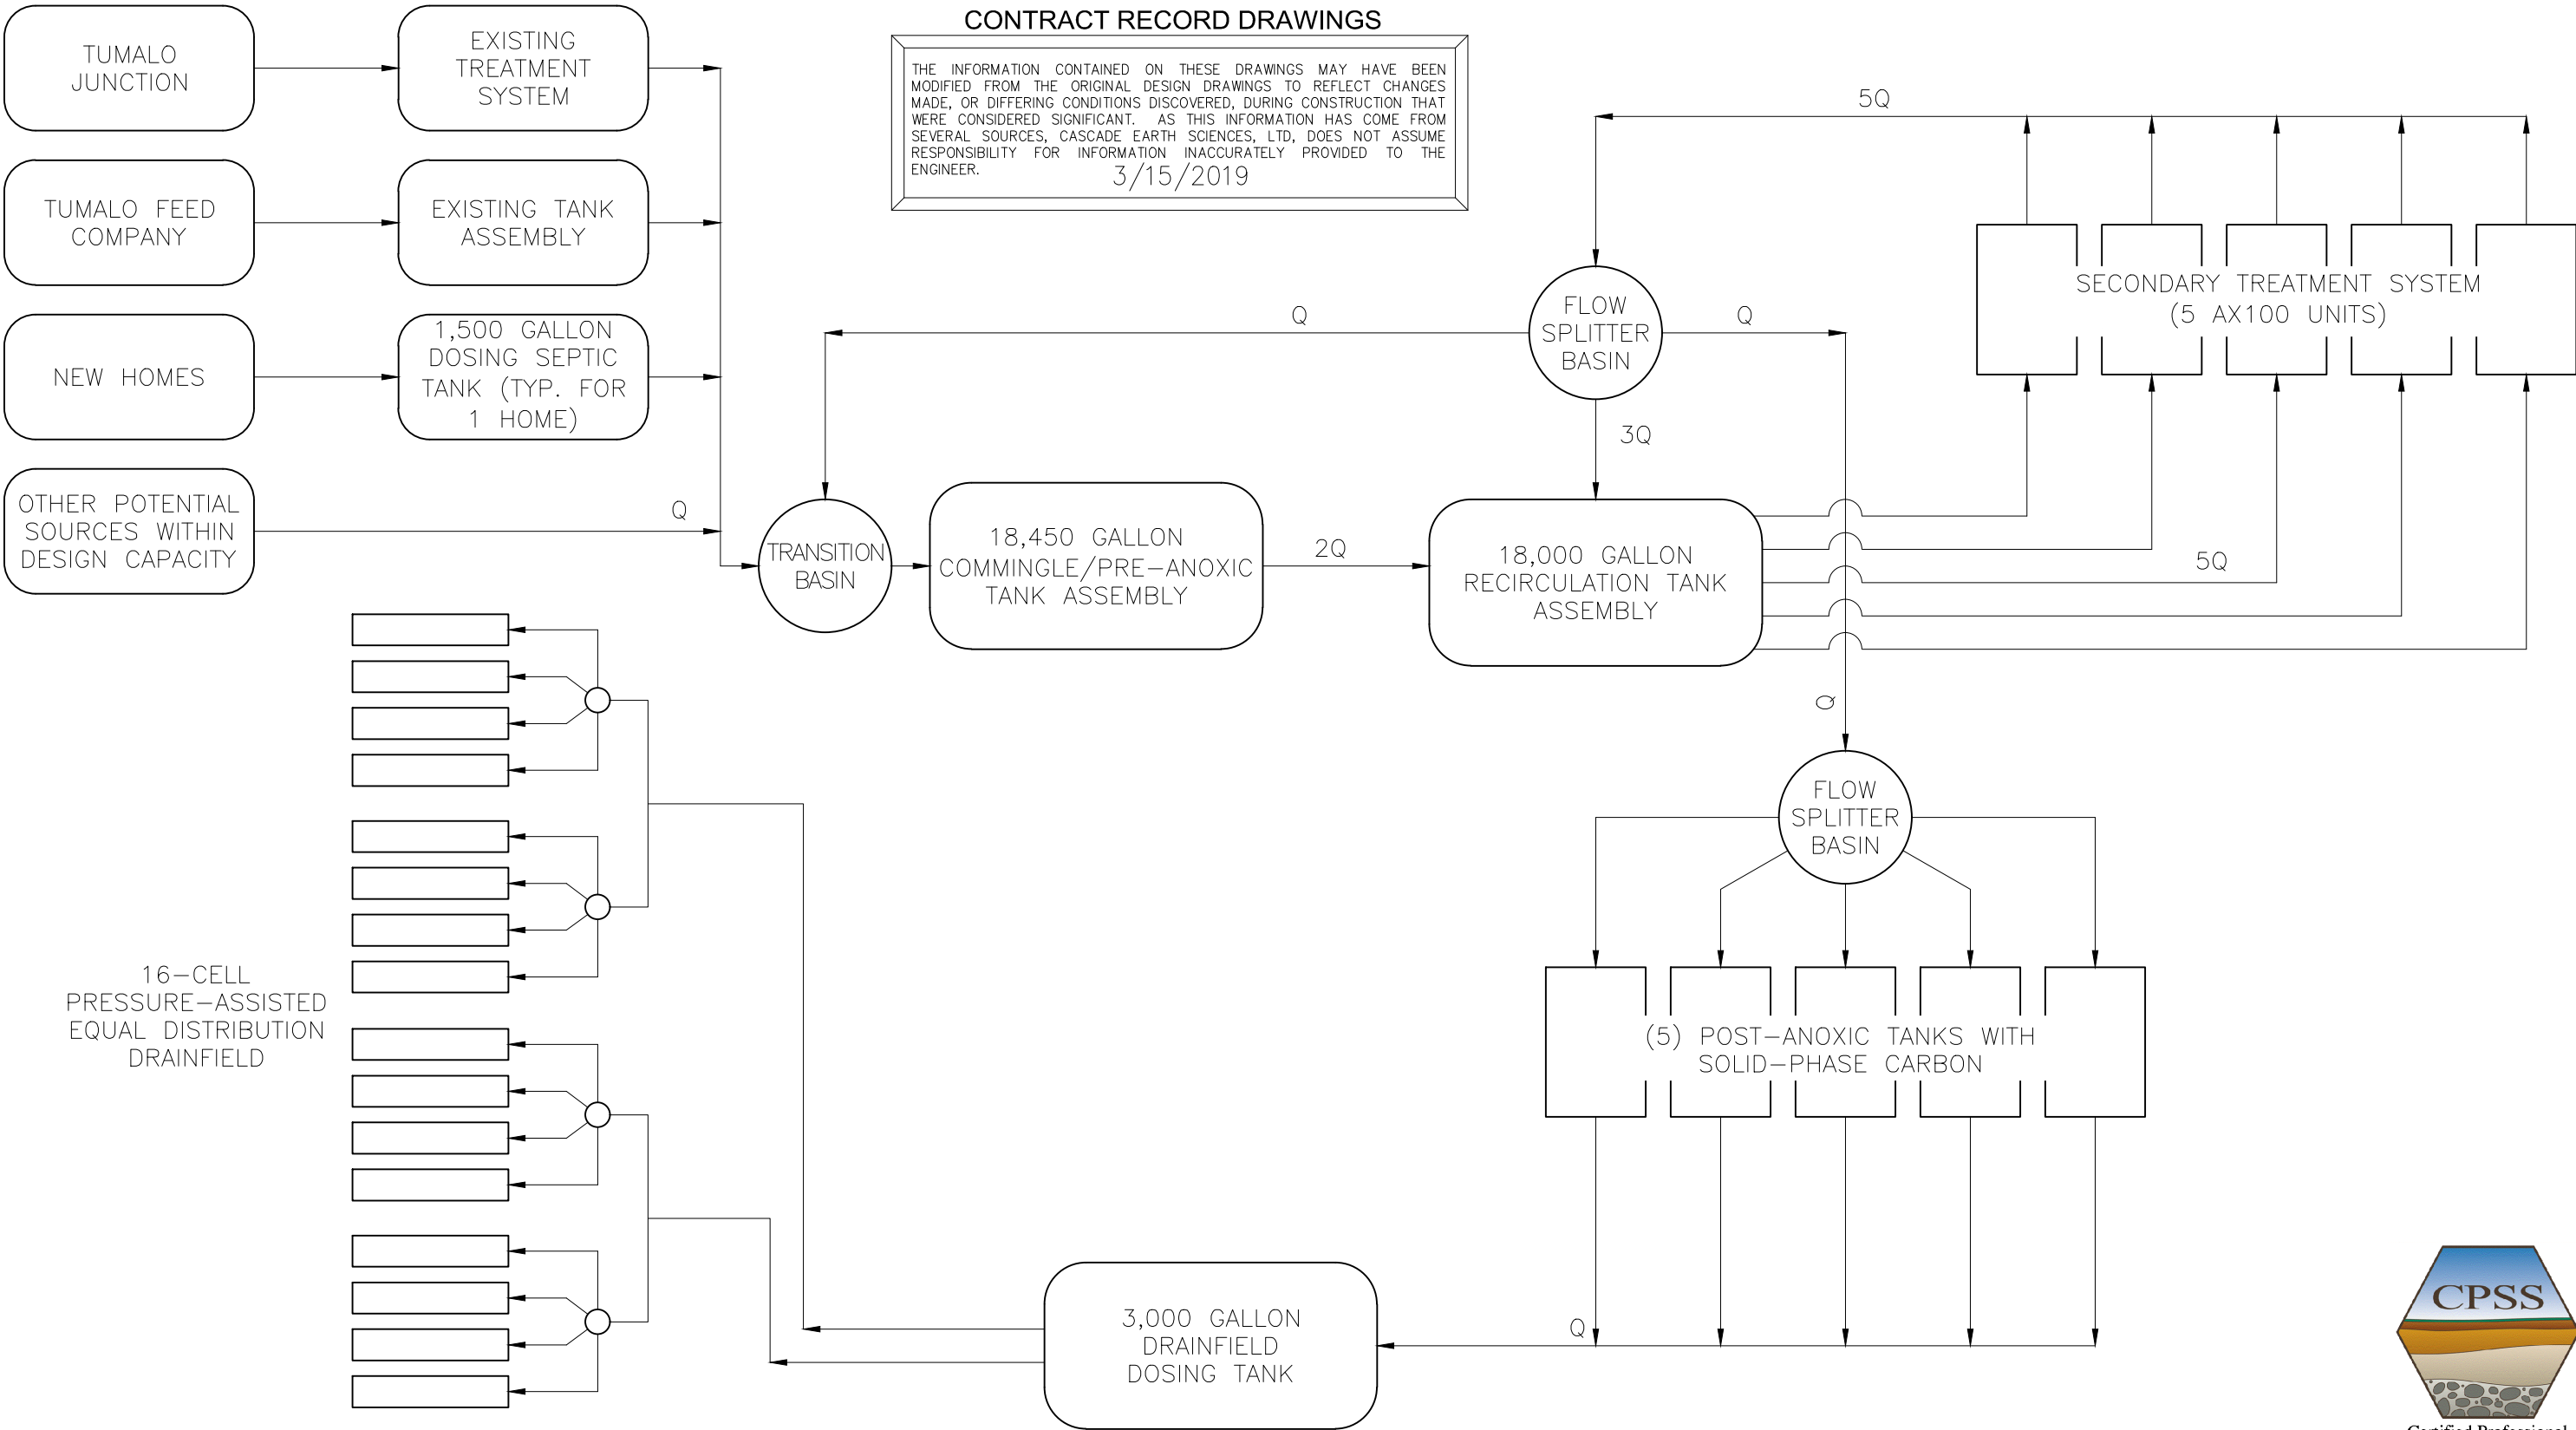 CONTRACT RECORD DRAWINGS
THE INFORMATION CONTAINED ON THESE DRAWINGS MAY HAVE BEEN
MODIFIED FROM THE ORIGINAL DESIGN DRAWINGS TO REFLECT CHANGES
MADE, OR DIFFERING CONDITIONS DISCOVERED, DURING CONSTRUCTION THAT
WERE CONSIDERED SIGNIFICANT. AS THIS INFORMATION HAS COME FROM
SEVERAL SOURCES, CASCADE EARTH SCIENCES, LTD, DOES NOT ASSUME
RESPONSIBILITY FOR INFORMATION INACCURATELY PROVIDED TO THE
ENGINEER.
3/15/2019
TUMALO
JUNCTION
EXISTING
TREATMENT
SYSTEM
TUMALO FEED
COMPANY
EXISTING TANK
ASSEMBLY
NEW HOMES
1,500 GALLON
DOSING SEPTIC
TANK (TYP. FOR
1 HOME)
OTHER POTENTIAL
SOURCES WITHIN
DESIGN CAPACITY
Q
TRANSITION
BASIN
18,450 GALLON
COMMINGLE/PRE-ANOXIC
TANK ASSEMBLY
2Q
18,000 GALLON
RECIRCULATION TANK
ASSEMBLY
5Q
SECONDARY TREATMENT SYSTEM
(5 AX100 UNITS)
5Q
FLOW
SPLITTER
BASIN
Q
Q
3Q
Q
FLOW
SPLITTER
BASIN
(5) POST-ANOXIC TANKS WITH
SOLID-PHASE CARBON
Q
3,000 GALLON
DRAINFIELD
DOSING TANK
16-CELL
PRESSURE-ASSISTED
EQUAL DISTRIBUTION
DRAINFIELD
CPSS
Certified Professional